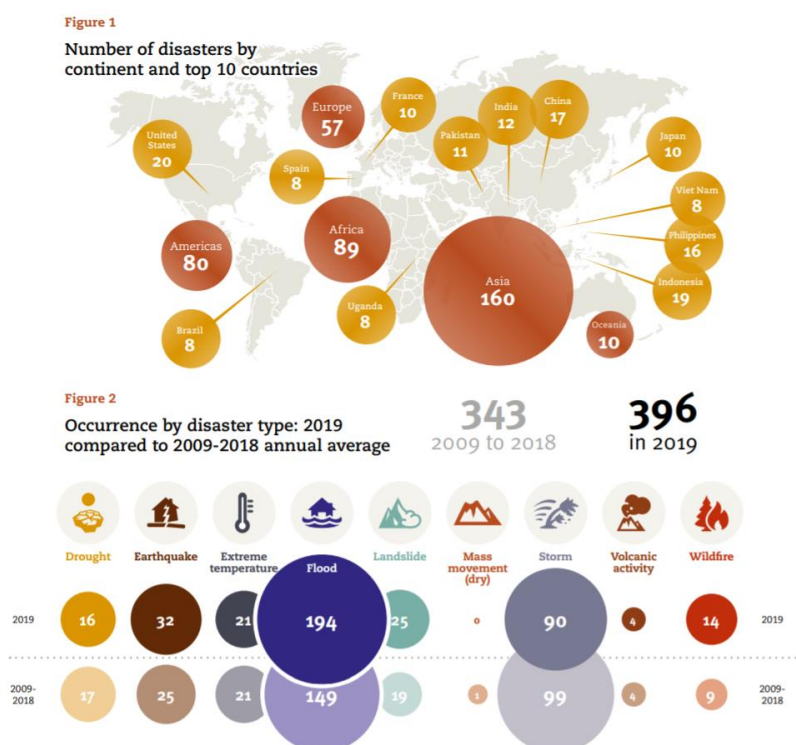 Figure 1
Number of disasters by
continent and top 10 countries
Europe
57
France
10
India
12
China
17
United
States
20
Pakistan
11
Japan
10
Spain
8
Viet Nam
8
Americas
80
Africa
89
Philippines
16
Asia
160
Indonesia
19
Uganda
8
Brazil
8
Oceania
10
Figure 2
Occurrence by disaster type: 2019
compared to 2009-2018 annual average
343
2009 to 2018
396
in 2019
Drought
Earthquake
Extreme
temperature
Flood
Landslide
Mass
movement
(dry)
Storm
Volcanic
activity
Wildfire
2019 16 32 21 194 25 0 90 4 14 2019
2009-
2018
17 25 21 149 19 1 99 4 9
2009-
2018